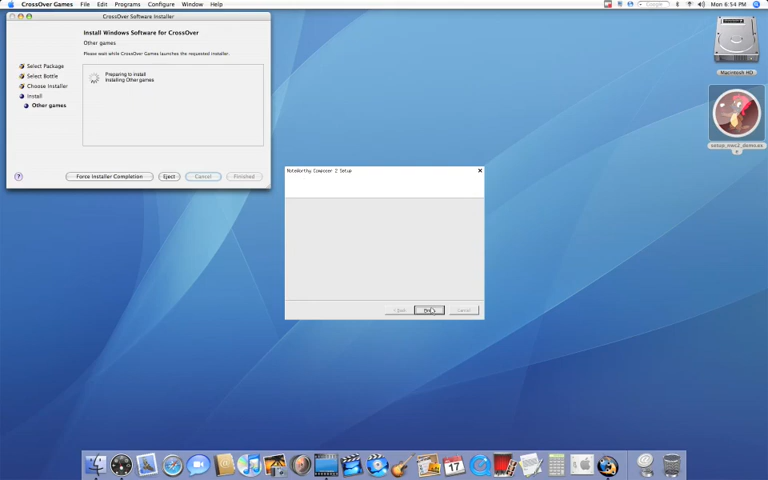 CrossOver Games File Edit Programs Configure Window Help
Mon 6:54 PM
CrossOver Software Installer
Install Windows Software for CrossOver
Other games
Please wait while CrossOver Games launches the requested installer.
Select Package
Select Bottle
Choose Installer
Install
Other games
Preparing to install
Installing Other games
? Force Installer Completion Eject Cancel Finished
Macintosh HD
NoteWorthy Composer 2 Setup
Cancel
17